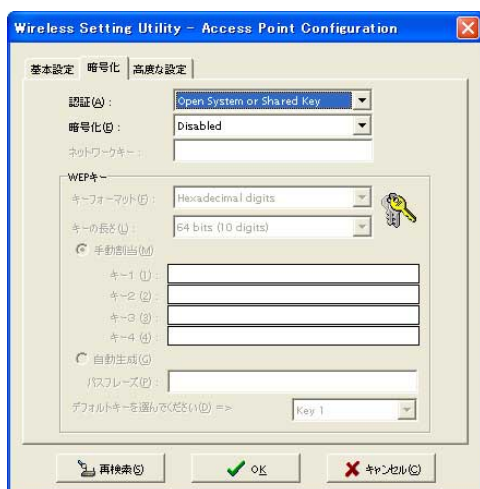 Wireless Setting Utility - Access Point Configuration
基本設定 暗号化 高度な設定
認証(A) : Open System or Shared Key
暗号化(E) : Disabled
ネットワークキー :
WEPキー
キーフォーマット(F) : Hexadecimal digits
キーの長さ(L) : 64 bits (10 digits)
手動割当(M)
キー1 (1) :
キー2 (2) :
キー3 (3) :
キー4 (4) :
自動生成(G)
パスフレーズ(P) :
デフォルトキーを選んでください(D) => Key 1
再検索(S) OK キャンセル(C)